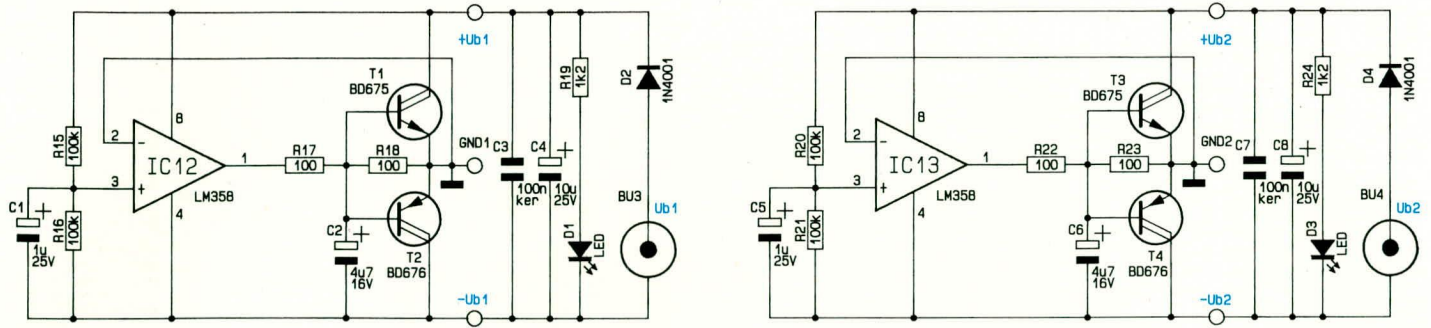 +Ub1
T1
BD675
R15
100k
2
-
8
IC12
1
3
+
4
LM358
R17
100
R18
100
GND1
C3
100n
ker
C4
+
10u
25V
R19
1k2
D2
1N4001
C1
+
1u
25V
R16
100k
C2
+
4u7
16V
T2
BD676
D1
LED
BU3
Ub1
-Ub1
+Ub2
T3
BD675
R20
100k
2
-
8
IC13
1
3
+
4
LM358
R22
100
R23
100
GND2
C7
100n
ker
C8
+
10u
25V
R24
1k2
D4
1N4001
C5
+
1u
25V
R21
100k
C6
+
4u7
16V
T4
BD676
D3
LED
BU4
Ub2
-Ub2